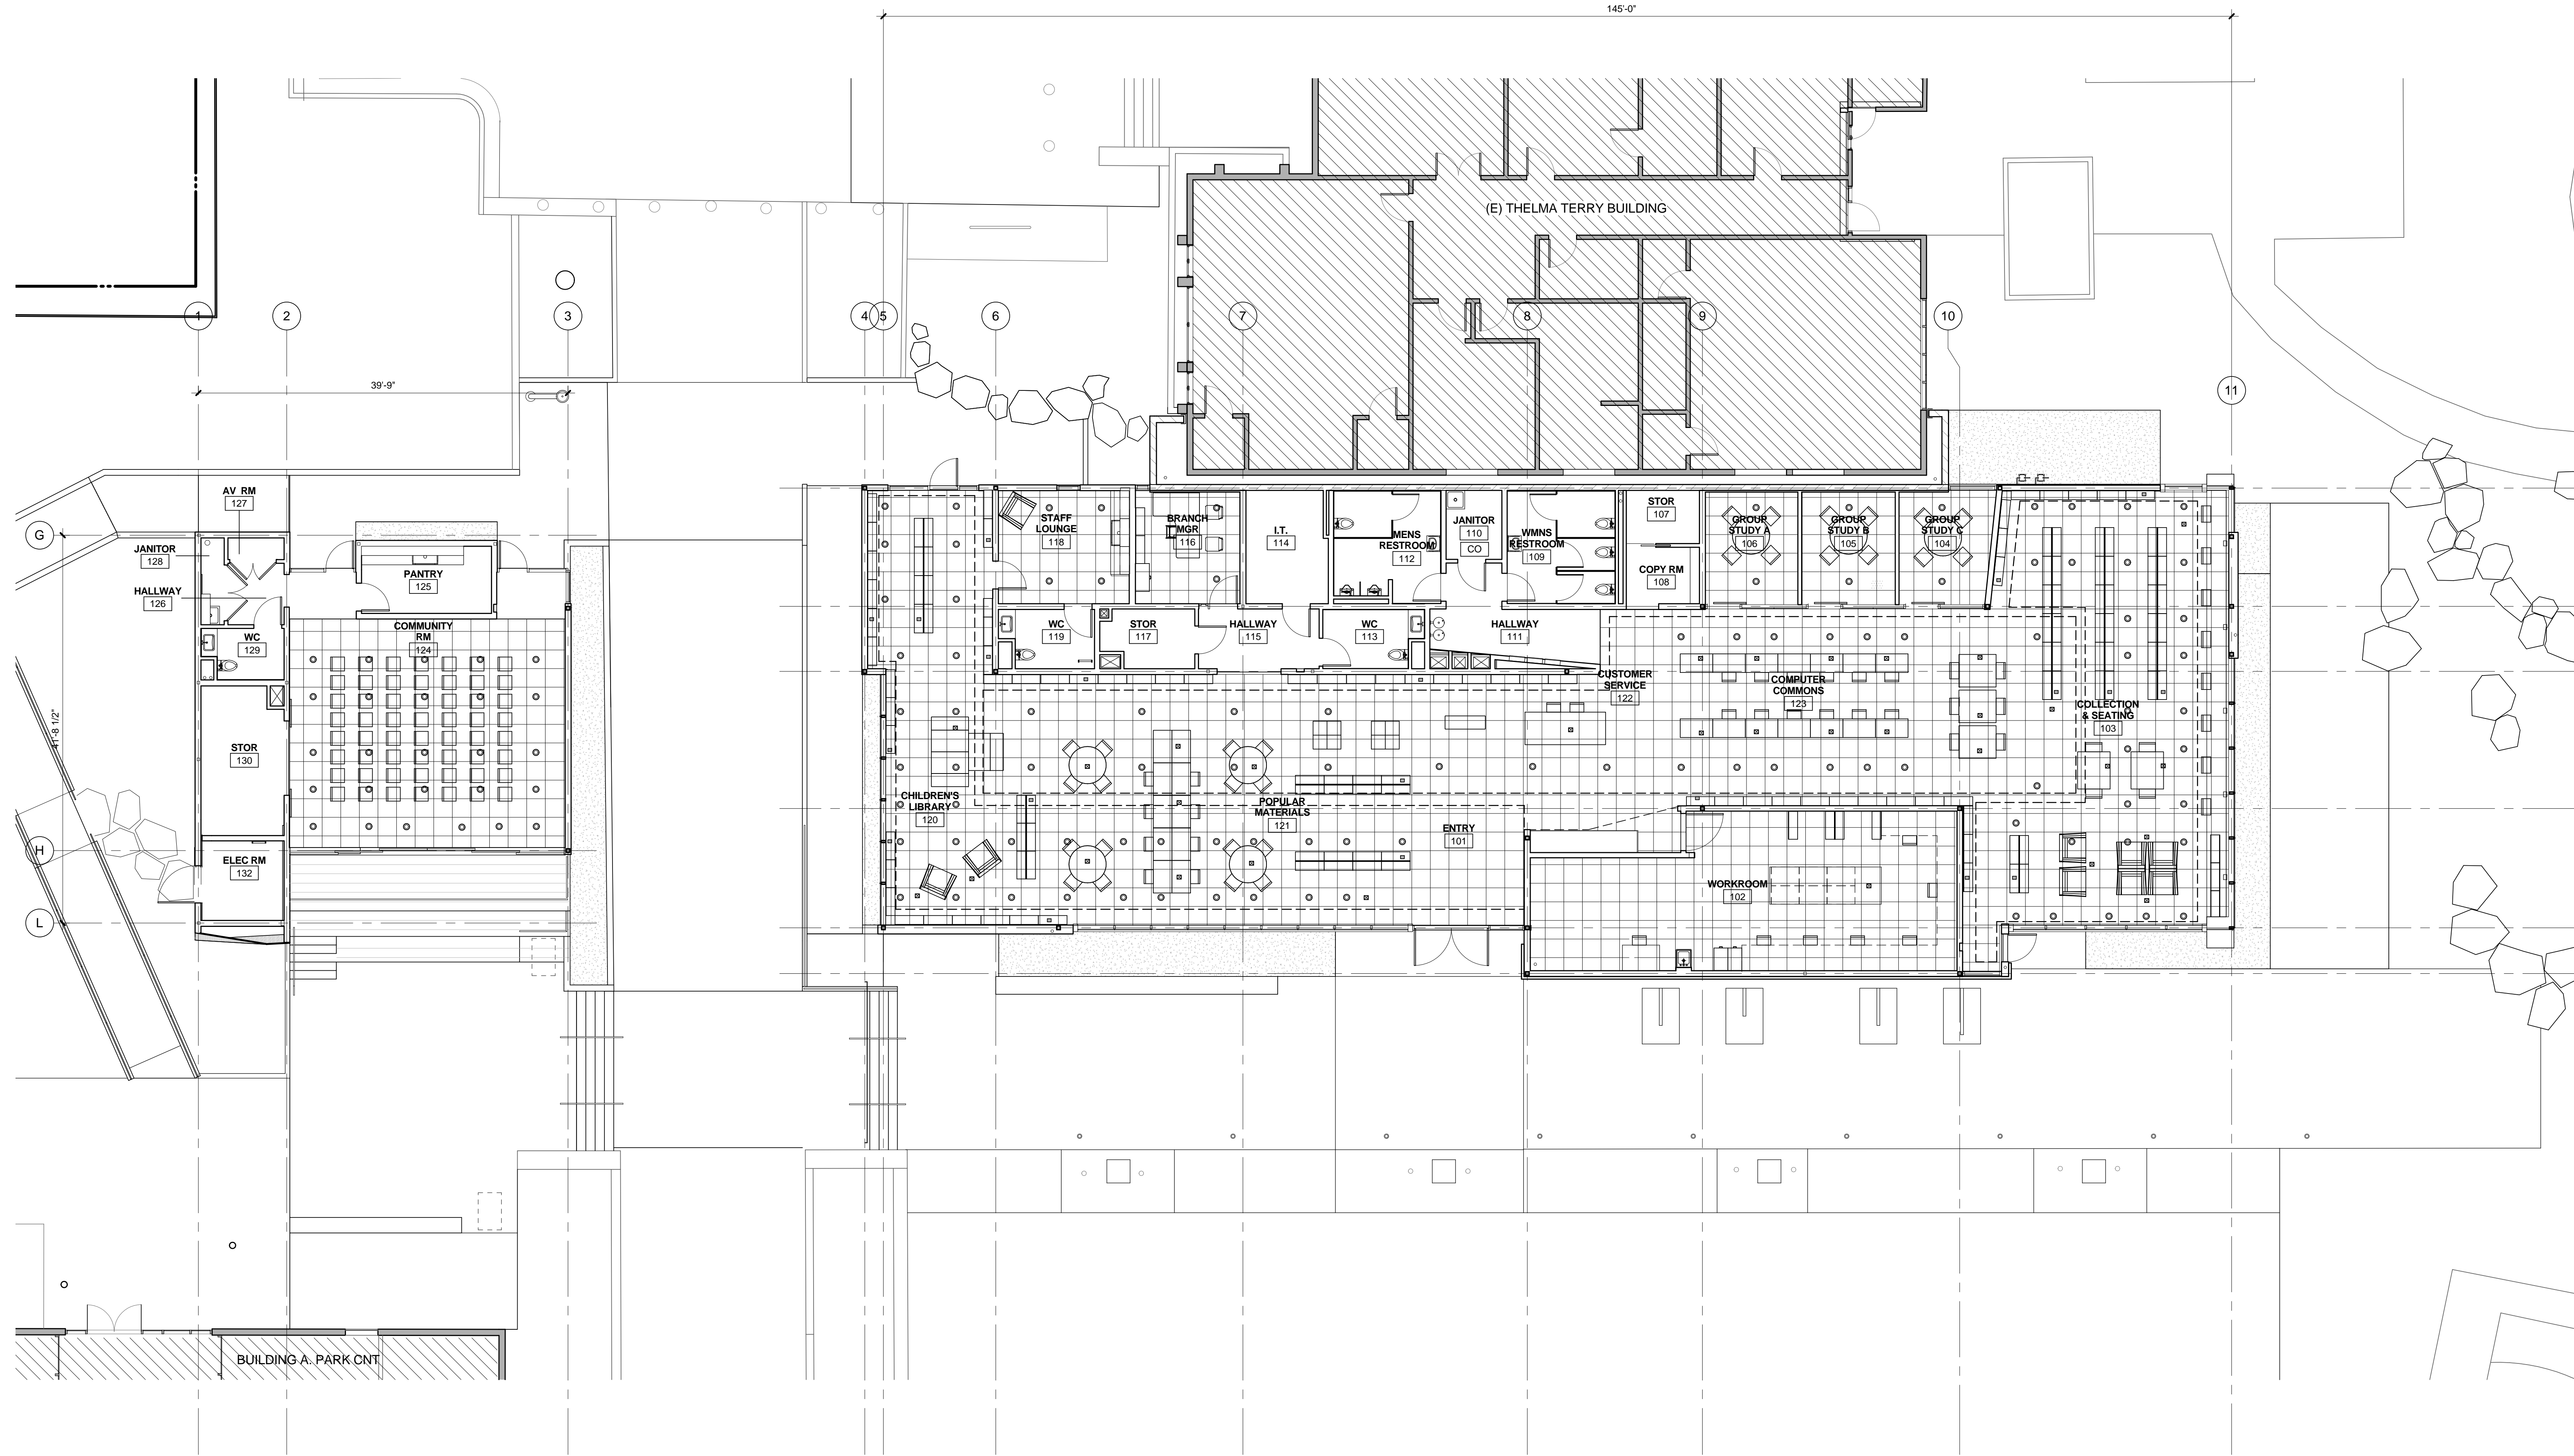 145'-0"
(E) THELMA TERRY BUILDING
1
2
3
4
5
6
7
8
9
10
11
39'-9"
41'-8 1/2"
G
H
L
AV RM
127
JANITOR
128
HALLWAY
126
PANTRY
125
WC
129
COMMUNITY
RM
124
STOR
130
ELEC RM
132
STAFF
LOUNGE
118
BRANCH
MGR
116
I.T.
114
MENS
RESTROOM
112
JANITOR
110
CO
WMNS
RESTROOM
109
STOR
107
COPY RM
108
GROUP
STUDY A
106
GROUP
STUDY B
105
GROUP
STUDY C
104
WC
119
STOR
117
HALLWAY
115
WC
113
HALLWAY
111
CUSTOMER
SERVICE
122
COMPUTER
COMMONS
123
COLLECTION
& SEATING
103
CHILDREN'S
LIBRARY
120
POPULAR
MATERIALS
121
ENTRY
101
WORKROOM
102
BUILDING A. PARK CNT